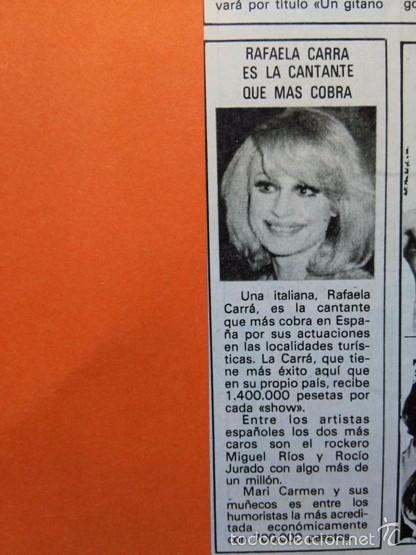 vará por título «Un gitano
RAFAELA CARRA
ES LA CANTANTE
QUE MAS COBRA
Una italiana, Rafaela
Carrá, es la cantante
que más cobra en Espa-
ña por sus actuaciones
en las localidades turís-
ticas. La Carrá, que tie-
ne más éxito aquí que
en su propio país, recibe
1.400.000 pesetas por
cada «show».
Entre los artistas
españoles los dos más
caros son el rockero
Miguel Ríos y Rocío
Jurado con algo más de
un millón.
Mari Carmen y sus
muñecos es entre los
humoristas la más acredi-
tada económicamente
todocoleccion.net